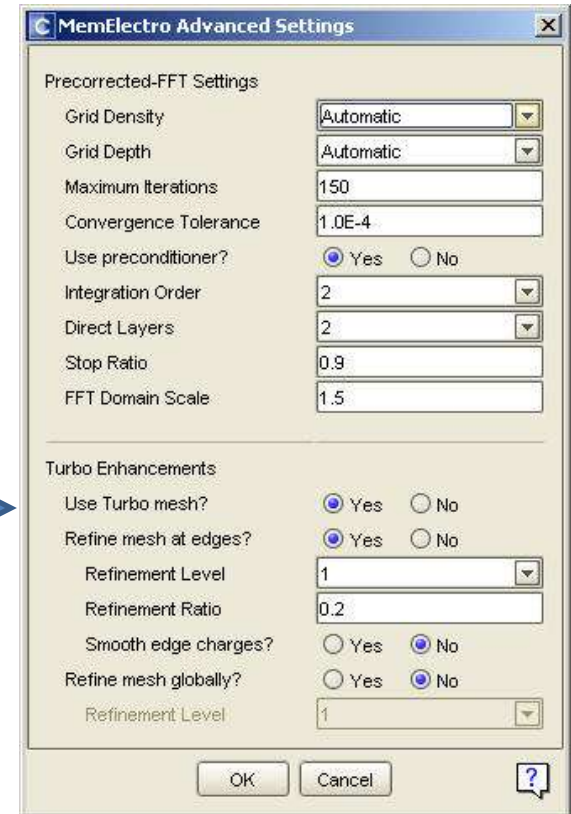 C MemElectro Advanced Settings
Precorrected-FFT Settings
Grid Density Automatic
Grid Depth Automatic
Maximum Iterations 150
Convergence Tolerance 1.0E-4
Use preconditioner? Yes No
Integration Order 2
Direct Layers 2
Stop Ratio 0.9
FFT Domain Scale 1.5
Turbo Enhancements
Use Turbo mesh? Yes No
Refine mesh at edges? Yes No
Refinement Level 1
Refinement Ratio 0.2
Smooth edge charges? Yes No
Refine mesh globally? Yes No
Refinement Level 1
OK Cancel ?